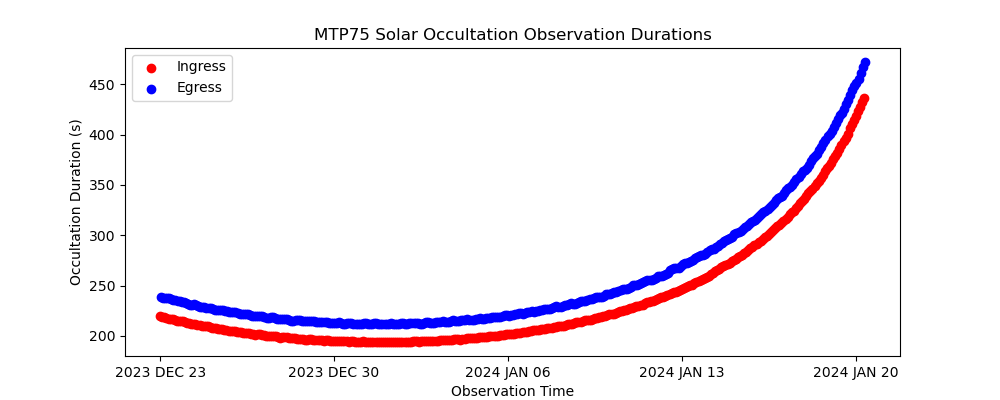 MTP75 Solar Occultation Observation Durations
Ingress
Egress
Occultation Duration (s)
450
400
350
300
250
200
2023 DEC 23
2023 DEC 30
2024 JAN 06
2024 JAN 13
2024 JAN 20
Observation Time